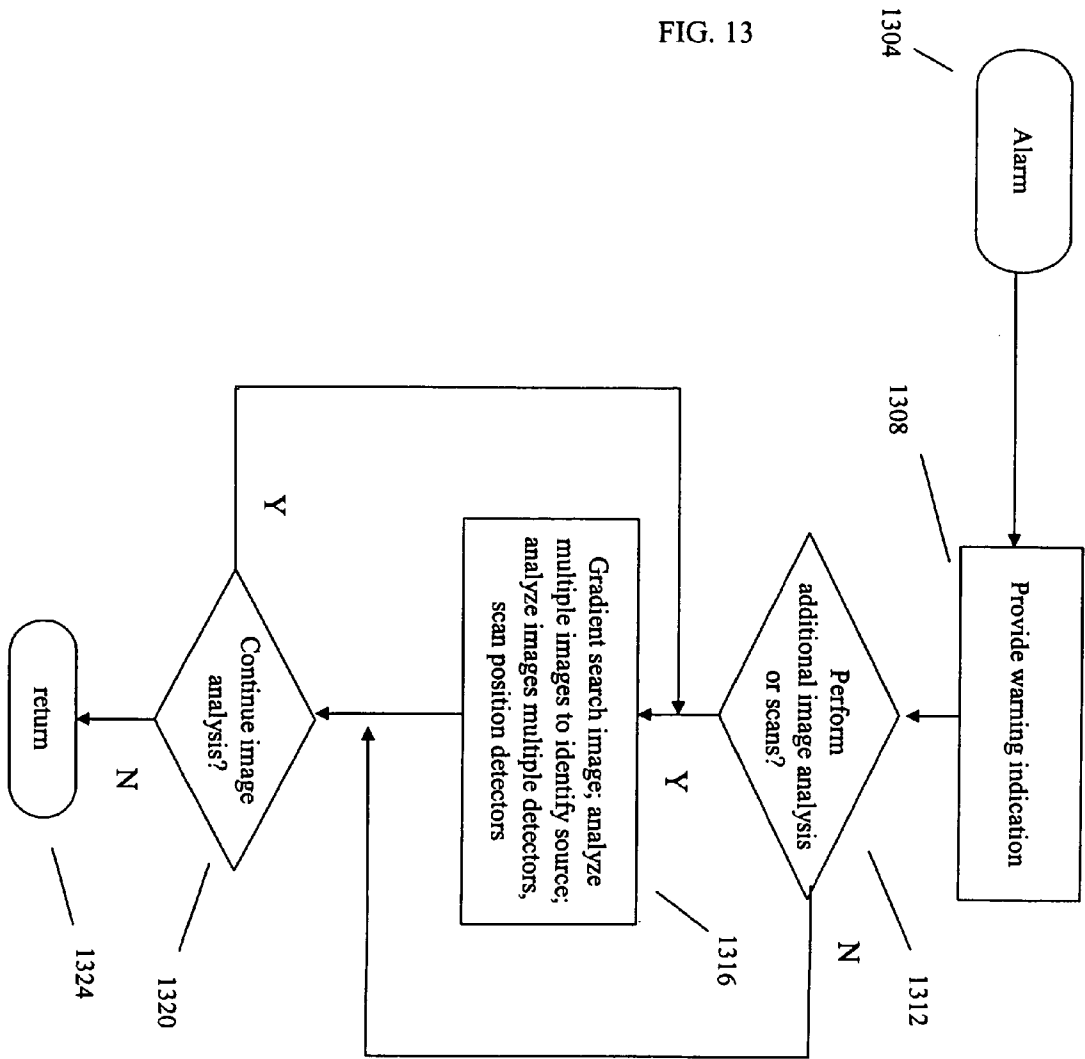 FIG. 13
1304
Alarm
1308
Provide warning indication
Perform
additional image analysis
or scans?
1312
N
Y
Gradient search image; analyze
multiple images to identify source;
analyze images multiple detectors,
scan position detectors
1316
Y
Continue image
analysis?
1320
N
return
1324